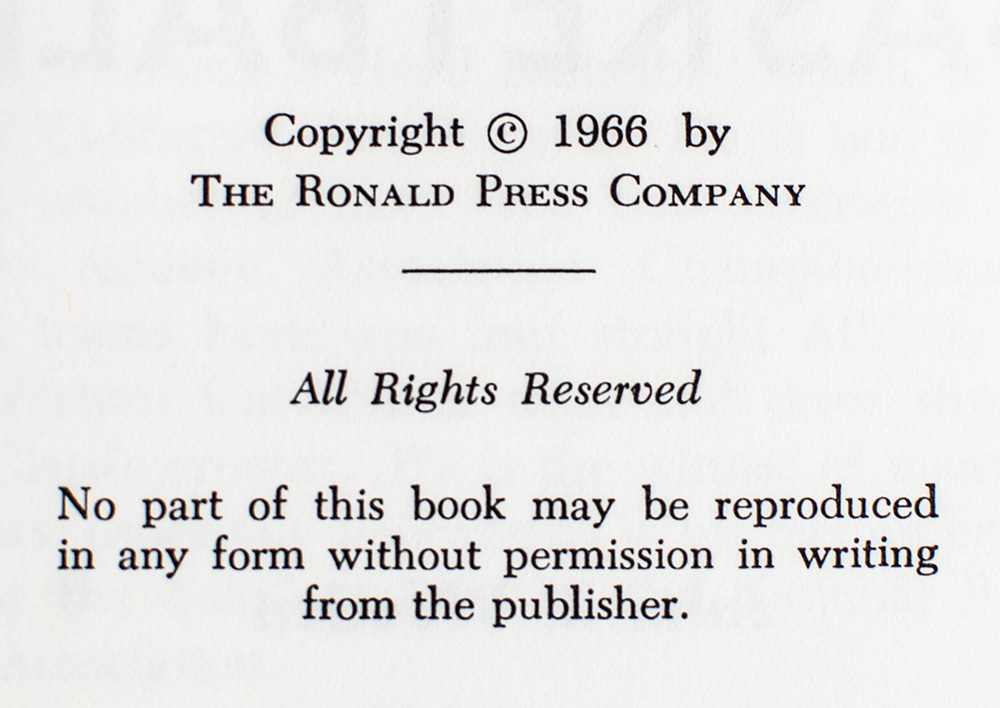 Copyright © 1966 by
THE RONALD PRESS COMPANY
All Rights Reserved
No part of this book may be reproduced
in any form without permission in writing
from the publisher.